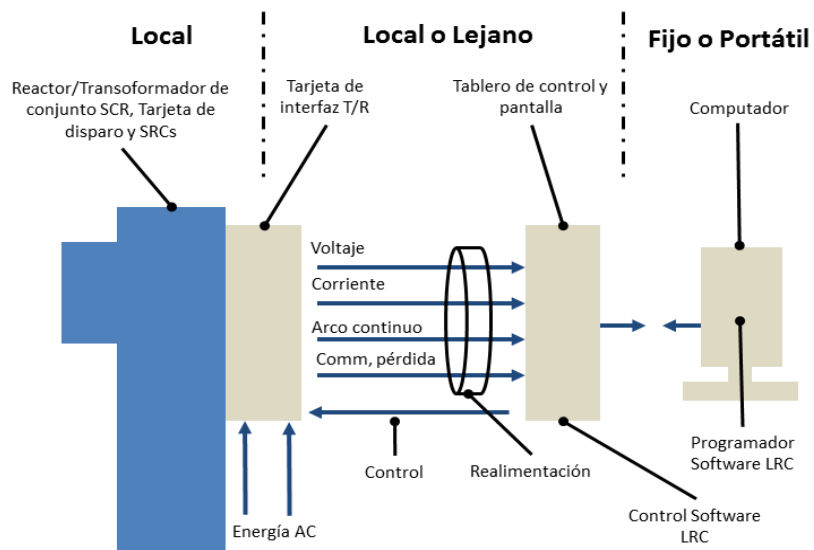 Local
Local o Lejano
Fijo o Portátil
Reactor/Transoformador de
conjunto SCR, Tarjeta de
disparo y SRCs
Tarjeta de
interfaz T/R
Tablero de control y
pantalla
Computador
Voltaje
Corriente
Arco continuo
Comm, pérdida
Control
Realimentación
Energía AC
Control Software
LRC
Programador
Software LRC